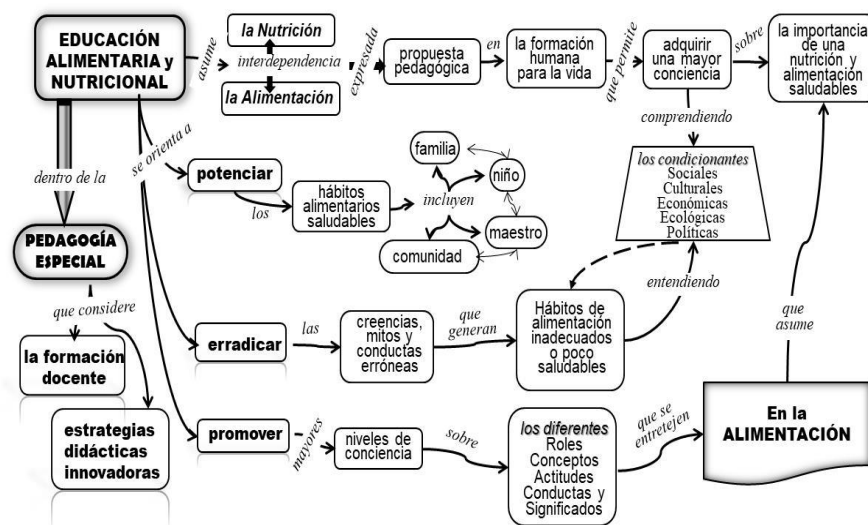 EDUCACIÓN
ALIMENTARIA y
NUTRICIONAL
asume
la Nutrición
interdependencia
la Alimentación
expresada
propuesta
pedagógica
en
la formación
humana
para la vida
que permite
adquirir
una mayor
conciencia
sobre
la importancia
de una
nutrición y
alimentación
saludables
comprendiendo
los condicionantes
Sociales
Culturales
Económicas
Ecológicas
Políticas
dentro de la
PEDAGOGÍA
ESPECIAL
que considere
la formación
docente
estrategias
didácticas
innovadoras
se orienta a
potenciar
los
hábitos
alimentarios
saludables
incluyen
familia
niño
maestro
comunidad
erradicar
las
creencias,
mitos y
conductas
erróneas
que
generan
Hábitos de
alimentación
inadecuados
o poco
saludables
entendiendo
promover
mayores
niveles de
conciencia
sobre
los diferentes
Roles
Conceptos
Actitudes
Conductas y
Significados
que se
entretejen
En la
ALIMENTACIÓN
que
asume